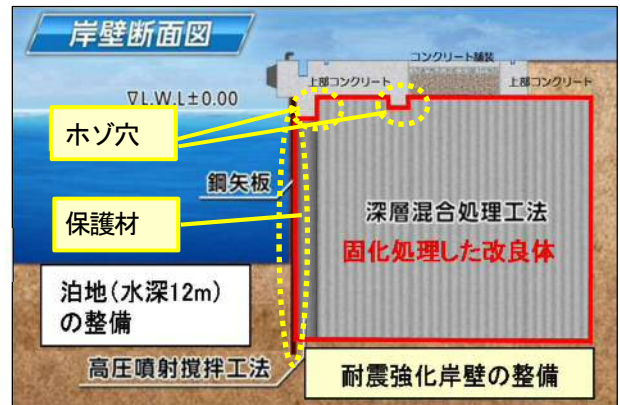 岸壁断面図
コンクリート舗装
上部コンクリート
上部コンクリート
▽L.W.L±0.00
ホゾ穴
鋼矢板
保護材
深層混合処理工法
固化処理した改良体
泊地(水深12m)
の整備
高圧噴射撹拌工法
耐震強化岸壁の整備